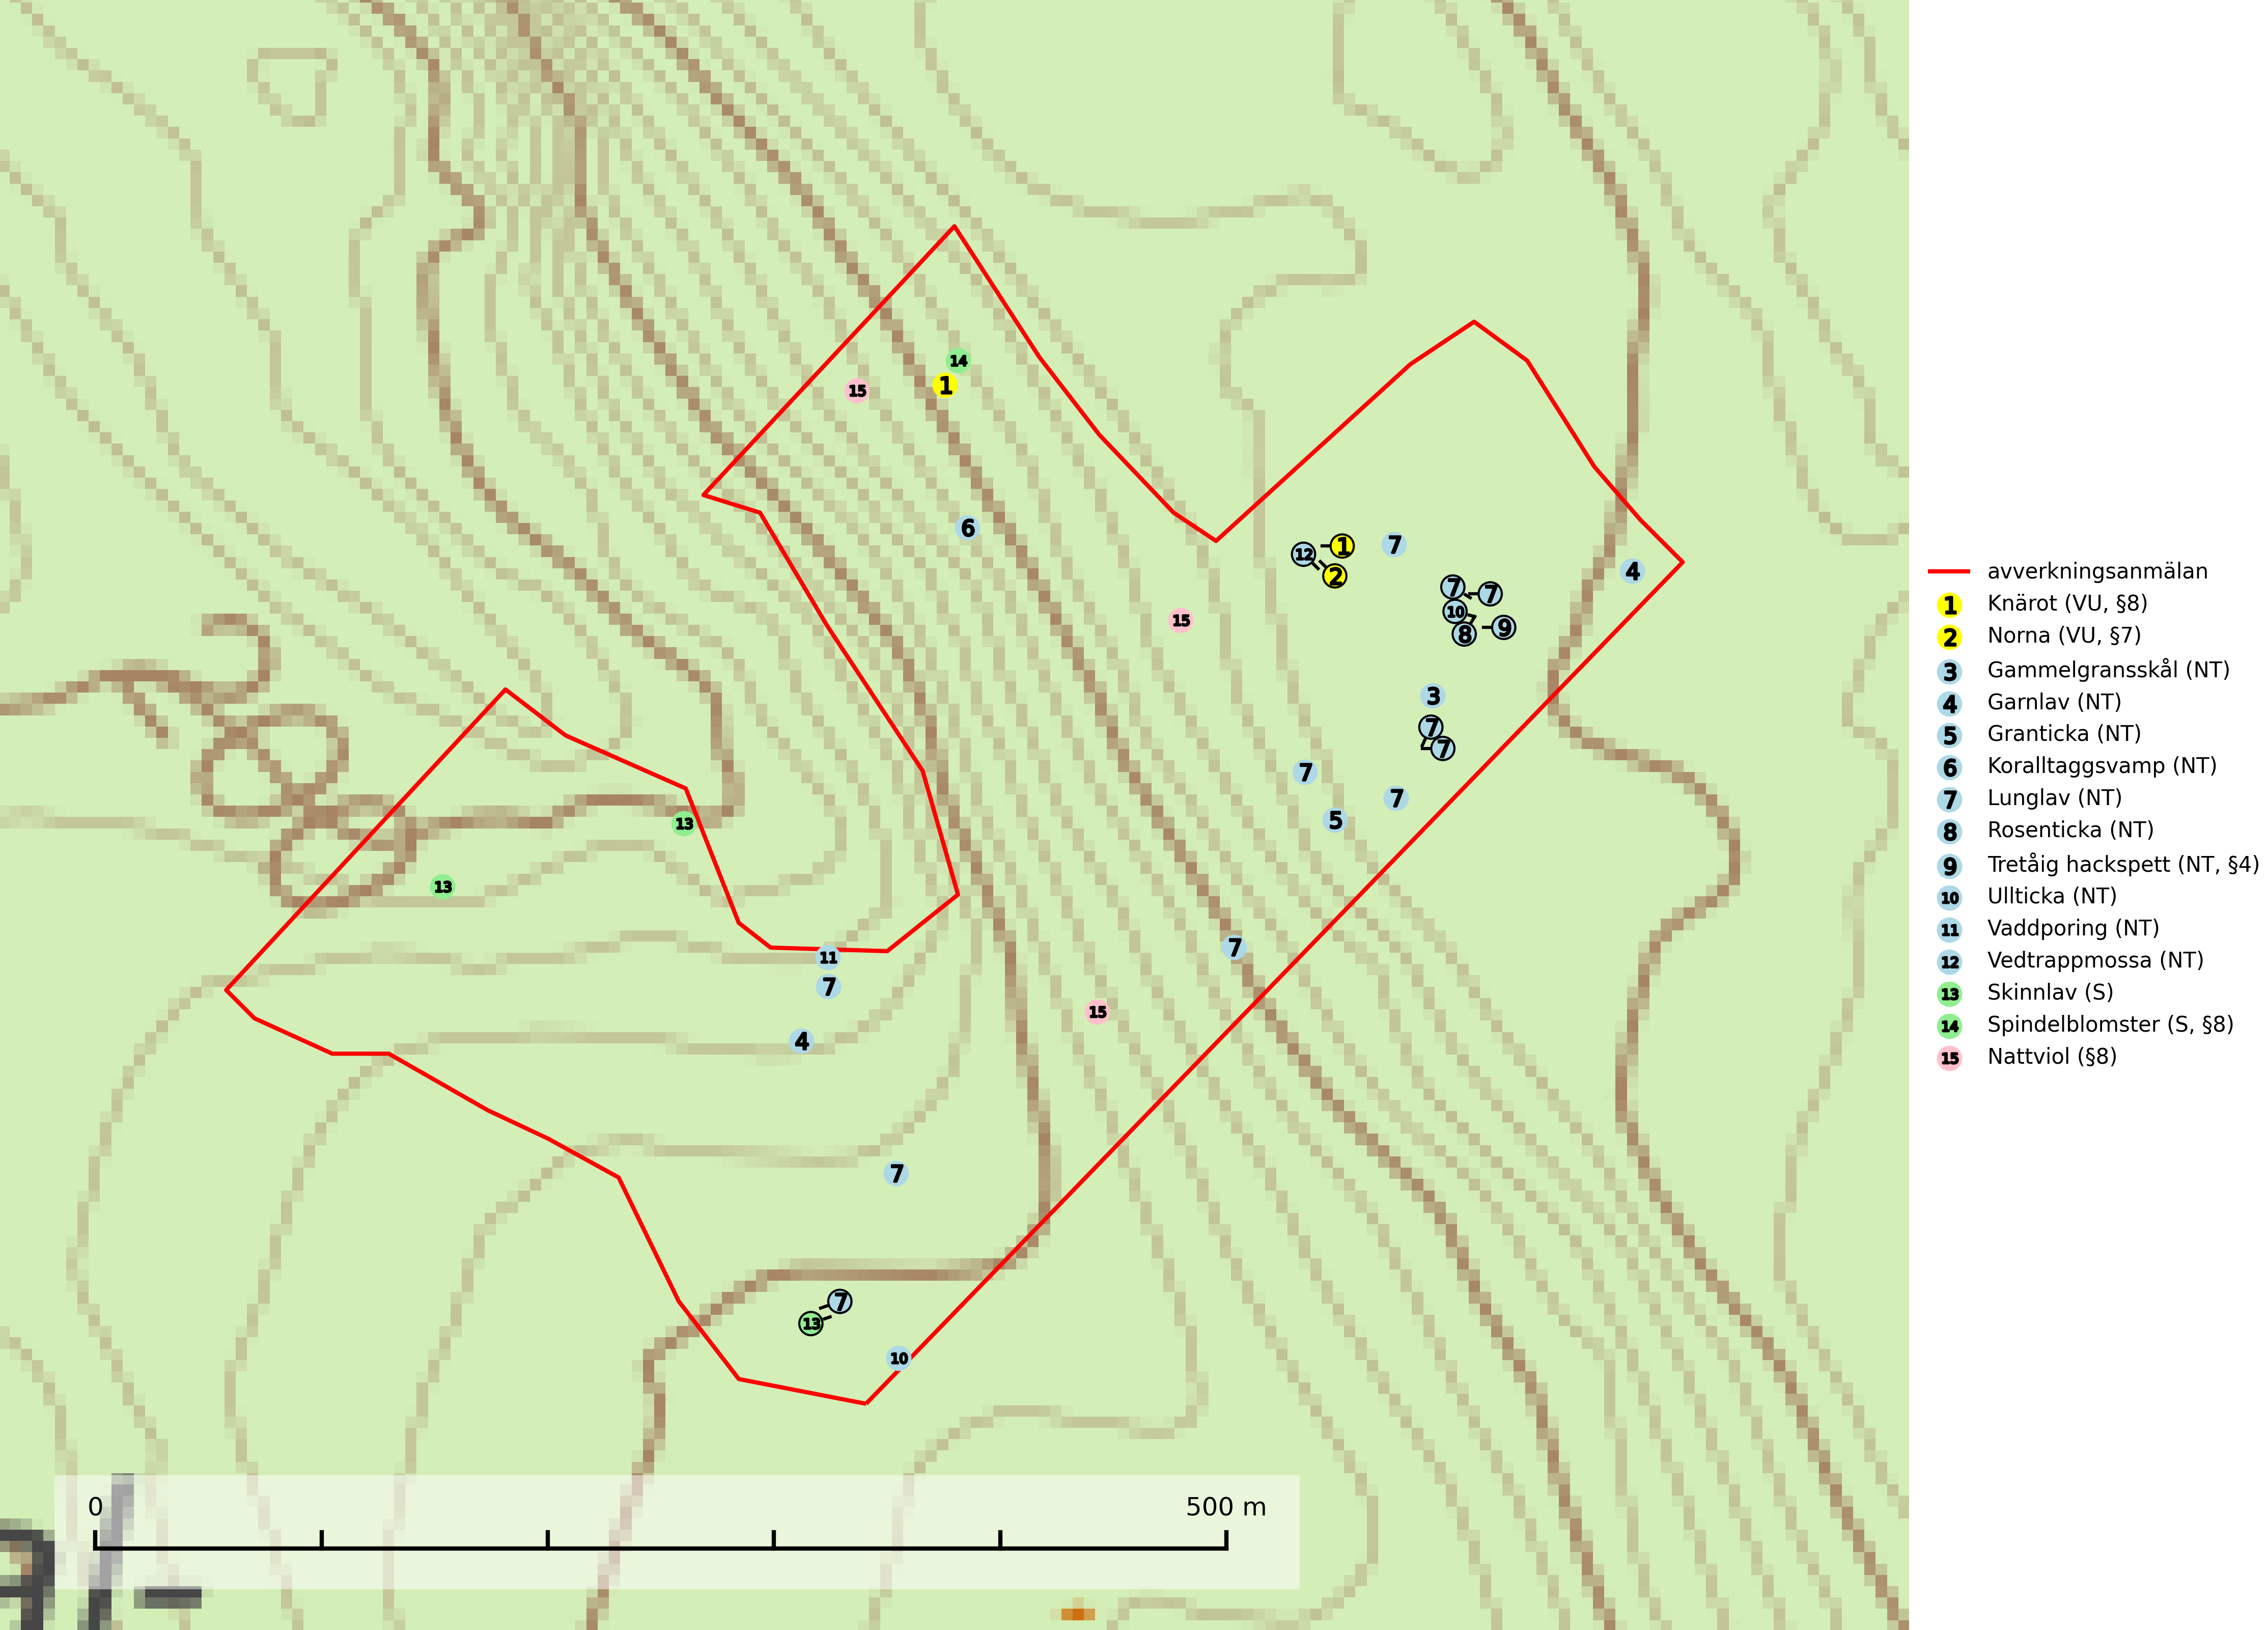 14
15
1
6
12
1
7
2
4
7
7
10
8
9
15
3
7
7
7
7
5
13
13
7
11
7
15
4
7
7
13
10
0
500 m
avverkningsanmälan
1 Knärot (VU, §8)
2 Norna (VU, §7)
3 Gammelgransskål (NT)
4 Garnlav (NT)
5 Granticka (NT)
6 Koralltaggsvamp (NT)
7 Lunglav (NT)
8 Rosenticka (NT)
9 Tretåig hackspett (NT, §4)
10 Ullticka (NT)
11 Vaddporing (NT)
12 Vedtrappmossa (NT)
13 Skinnlav (S)
14 Spindelblomster (S, §8)
15 Nattviol (§8)